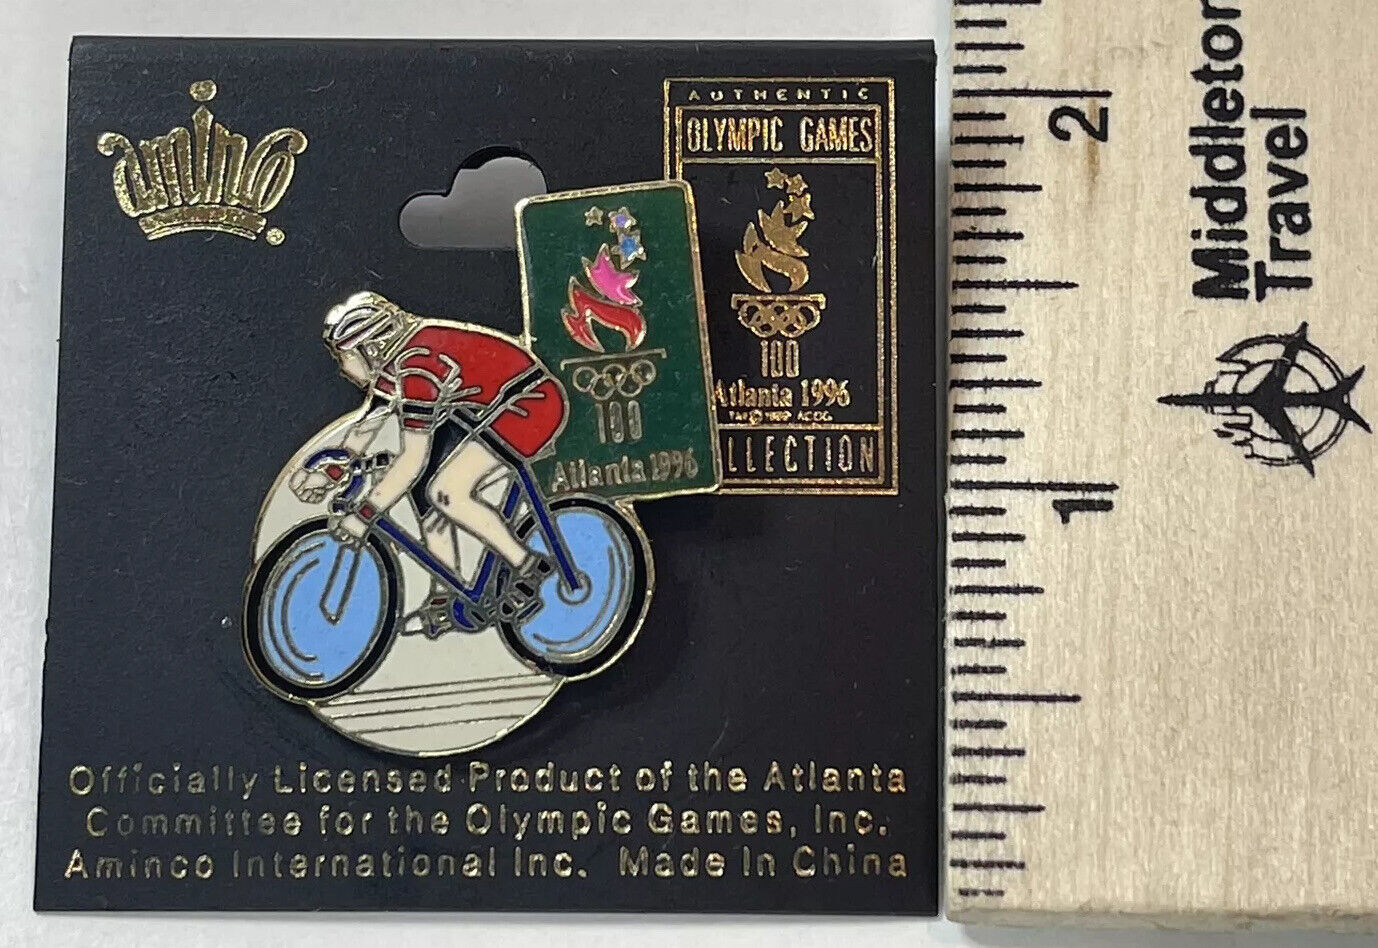 aminco
AUTHENTIC
OLYMPIC GAMES
100
Atlanta 1996
LLECTION
100
Atlanta 1996
Officially Licensed Product of the Atlanta
Committee for the Olympic Games, Inc.
Aminco International Inc. Made In China
2
1
Middleton
Travel